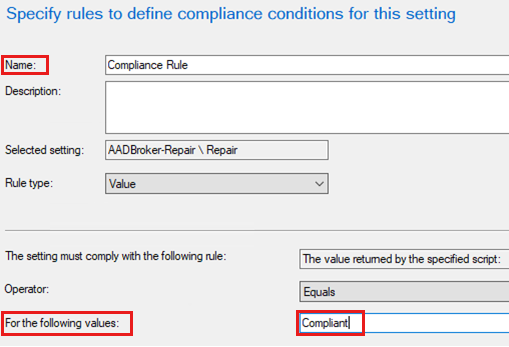 Specify rules to define compliance conditions for this setting
Name: Compliance Rule
Description:
Selected setting: AADBroker-Repair \ Repair
Rule type: Value
The setting must comply with the following rule: The value returned by the specified script:
Operator: Equals
For the following values: Compliant